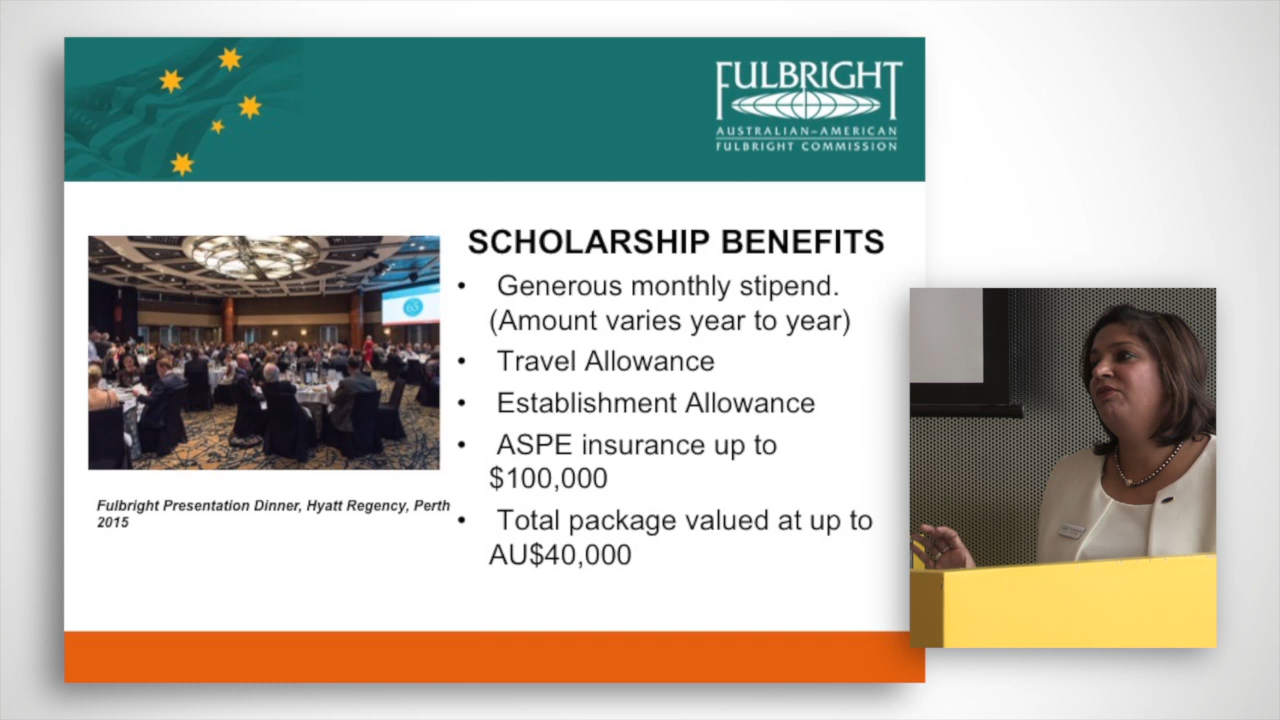 FULBRIGHT
AUSTRALIAN–AMERICAN
FULBRIGHT COMMISSION
SCHOLARSHIP BENEFITS
• Generous monthly stipend.
(Amount varies year to year)
• Travel Allowance
• Establishment Allowance
• ASPE insurance up to
$100,000
• Total package valued at up to
AU$40,000
65
Fulbright Presentation Dinner, Hyatt Regency, Perth
2015